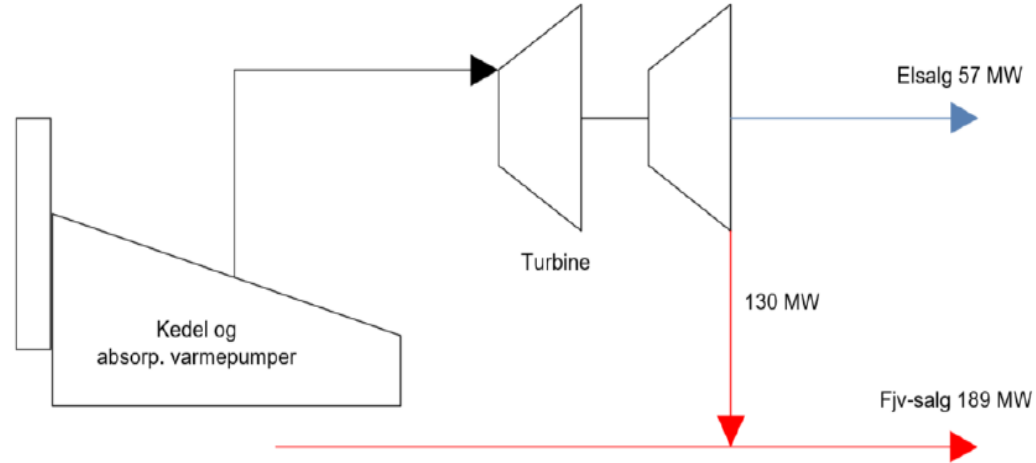 Elsalg 57 MW
Turbine
130 MW
Kedel og
absorp. varmepumper
Fjv-salg 189 MW